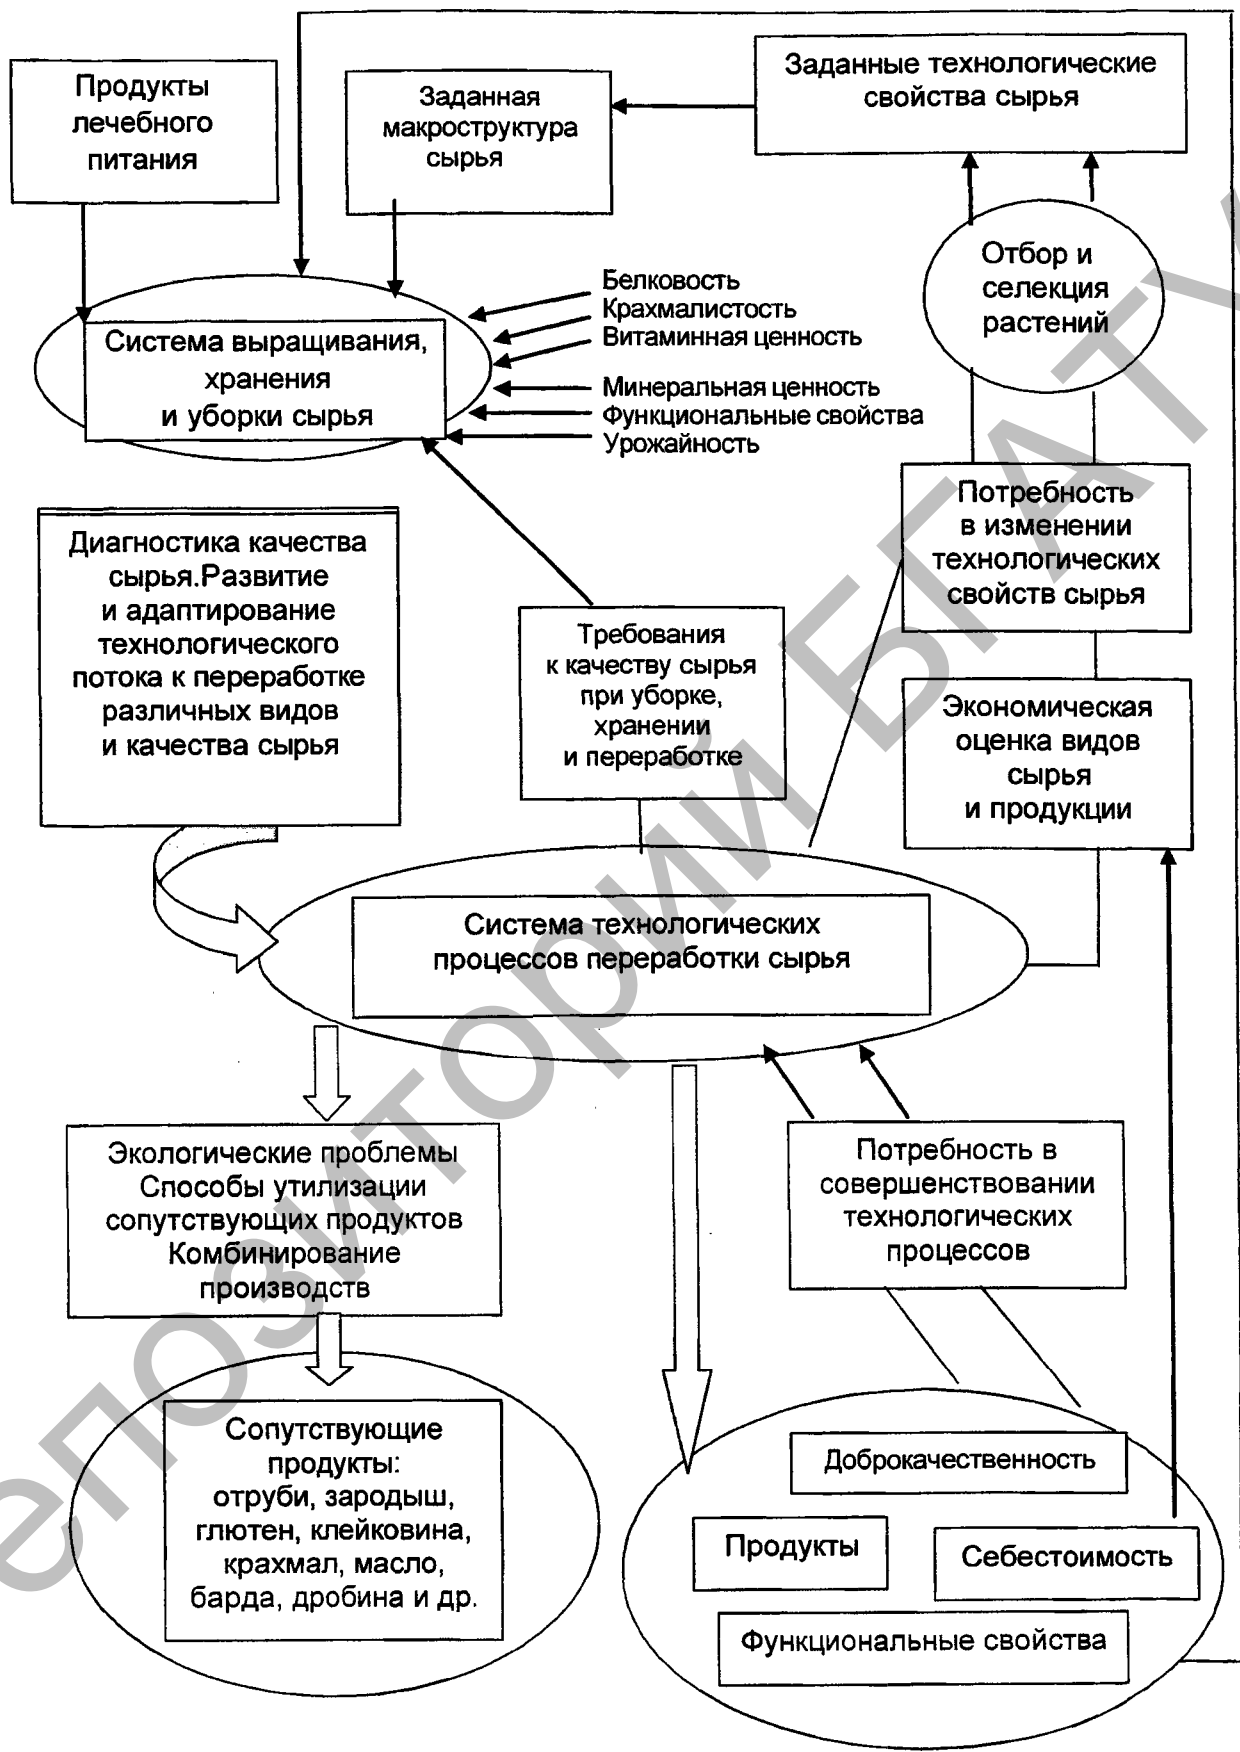 Продукты
лечебного
питания
Заданная
макроструктура
сырья
Заданные технологические
свойства сырья
Отбор и
селекция
растений
Белковость
Крахмалистость
Витаминная ценность
Минеральная ценность
Функциональные свойства
Урожайность
Система выращивания,
хранения
и уборки сырья
Потребность
в изменении
технологических
свойств сырья
Диагностика качества
сырья.Развитие
и адаптирование
технологического
потока к переработке
различных видов
и качества сырья
Требования
к качеству сырья
при уборке,
хранении
и переработке
Экономическая
оценка видов
сырья
и продукции
Система технологических
процессов переработки сырья
Экологические проблемы
Способы утилизации
сопутствующих продуктов
Комбинирование
производств
Потребность в
совершенствовании
технологических
процессов
Сопутствующие
продукты:
отруби, зародыш,
глютен, клейковина,
крахмал, масло,
барда, дробина и др.
Доброкачественность
Продукты
Себестоимость
Функциональные свойства
епозиторий БГАТУ